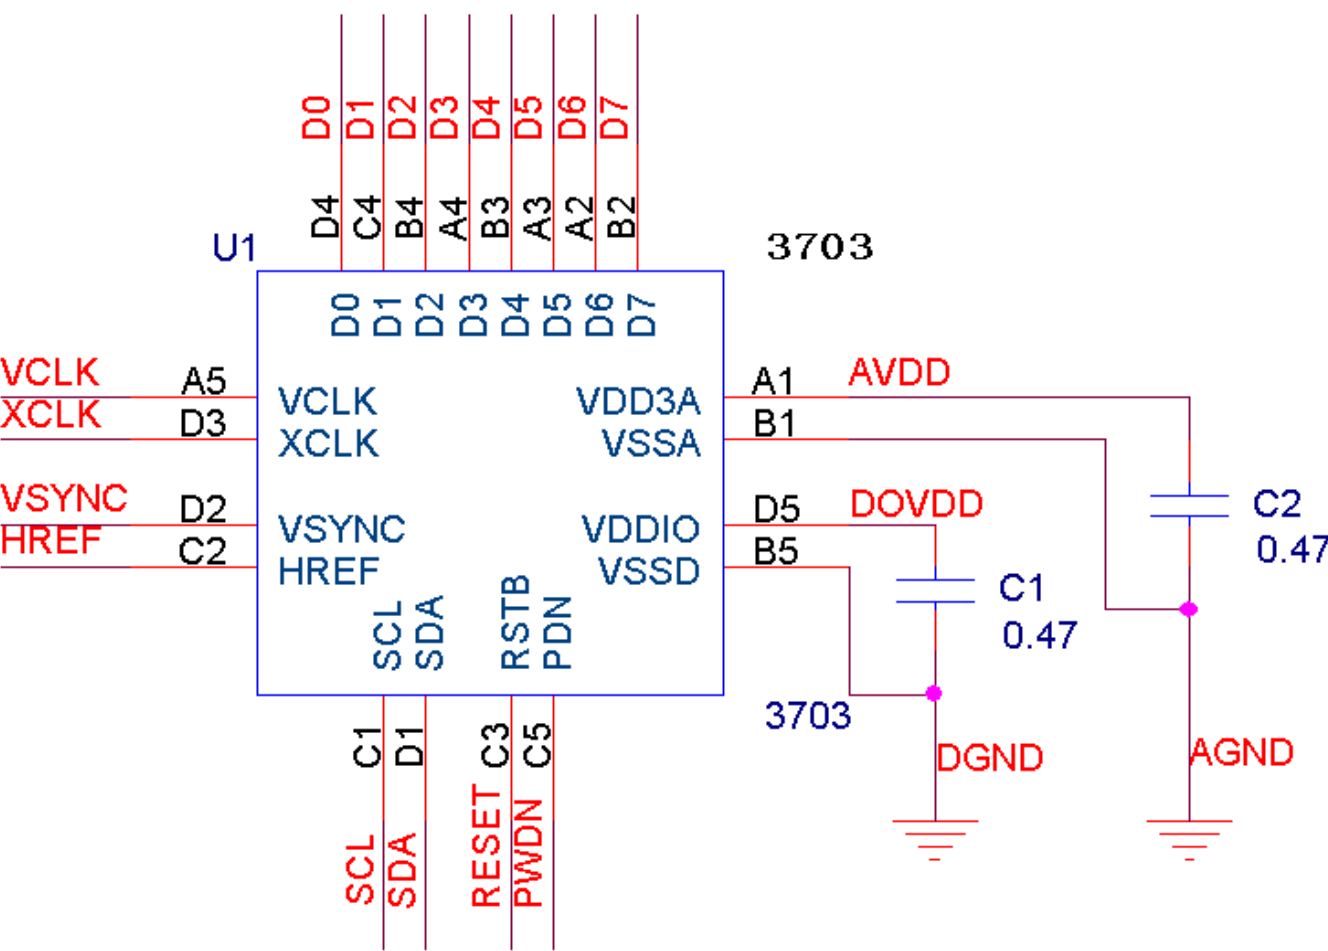 D0 D1 D2 D3 D4 D5 D6 D7
D4 C4 B4 A4 B3 A3 A2 B2
U1
3703
D0 D1 D2 D3 D4 D5 D6 D7
VCLK A5 VCLK
XCLK D3 XCLK
VSYNC D2 VSYNC
HREF C2 HREF
VDD3A A1 AVDD
VSSA B1
VDDIO D5 DOVDD
VSSD B5
C2
0.47
C1
0.47
SCL SDA RSTB PDN
3703
C1 D1 C3 C5
DGND
AGND
SCL SDA RESET PWDN